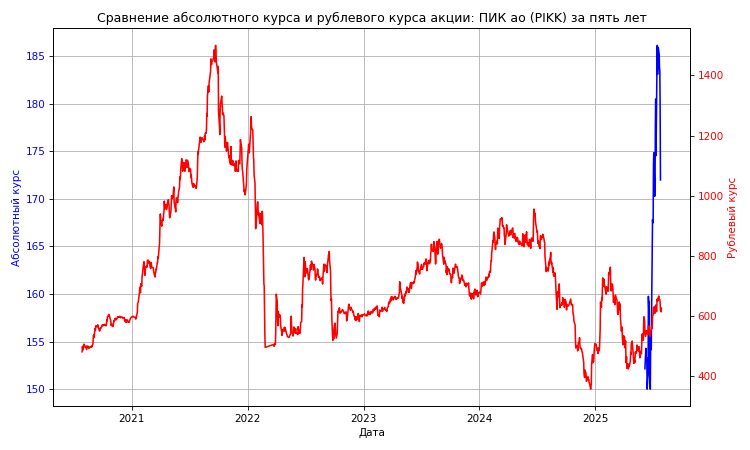 Сравнение абсолютного курса и рублевого курса акции: ПИК ао (PIKK) за пять лет
185
180
175
170
165
160
155
150
Абсолютный курс
1400
1200
1000
800
600
400
Рублевый курс
2021 2022 2023 2024 2025
Дата